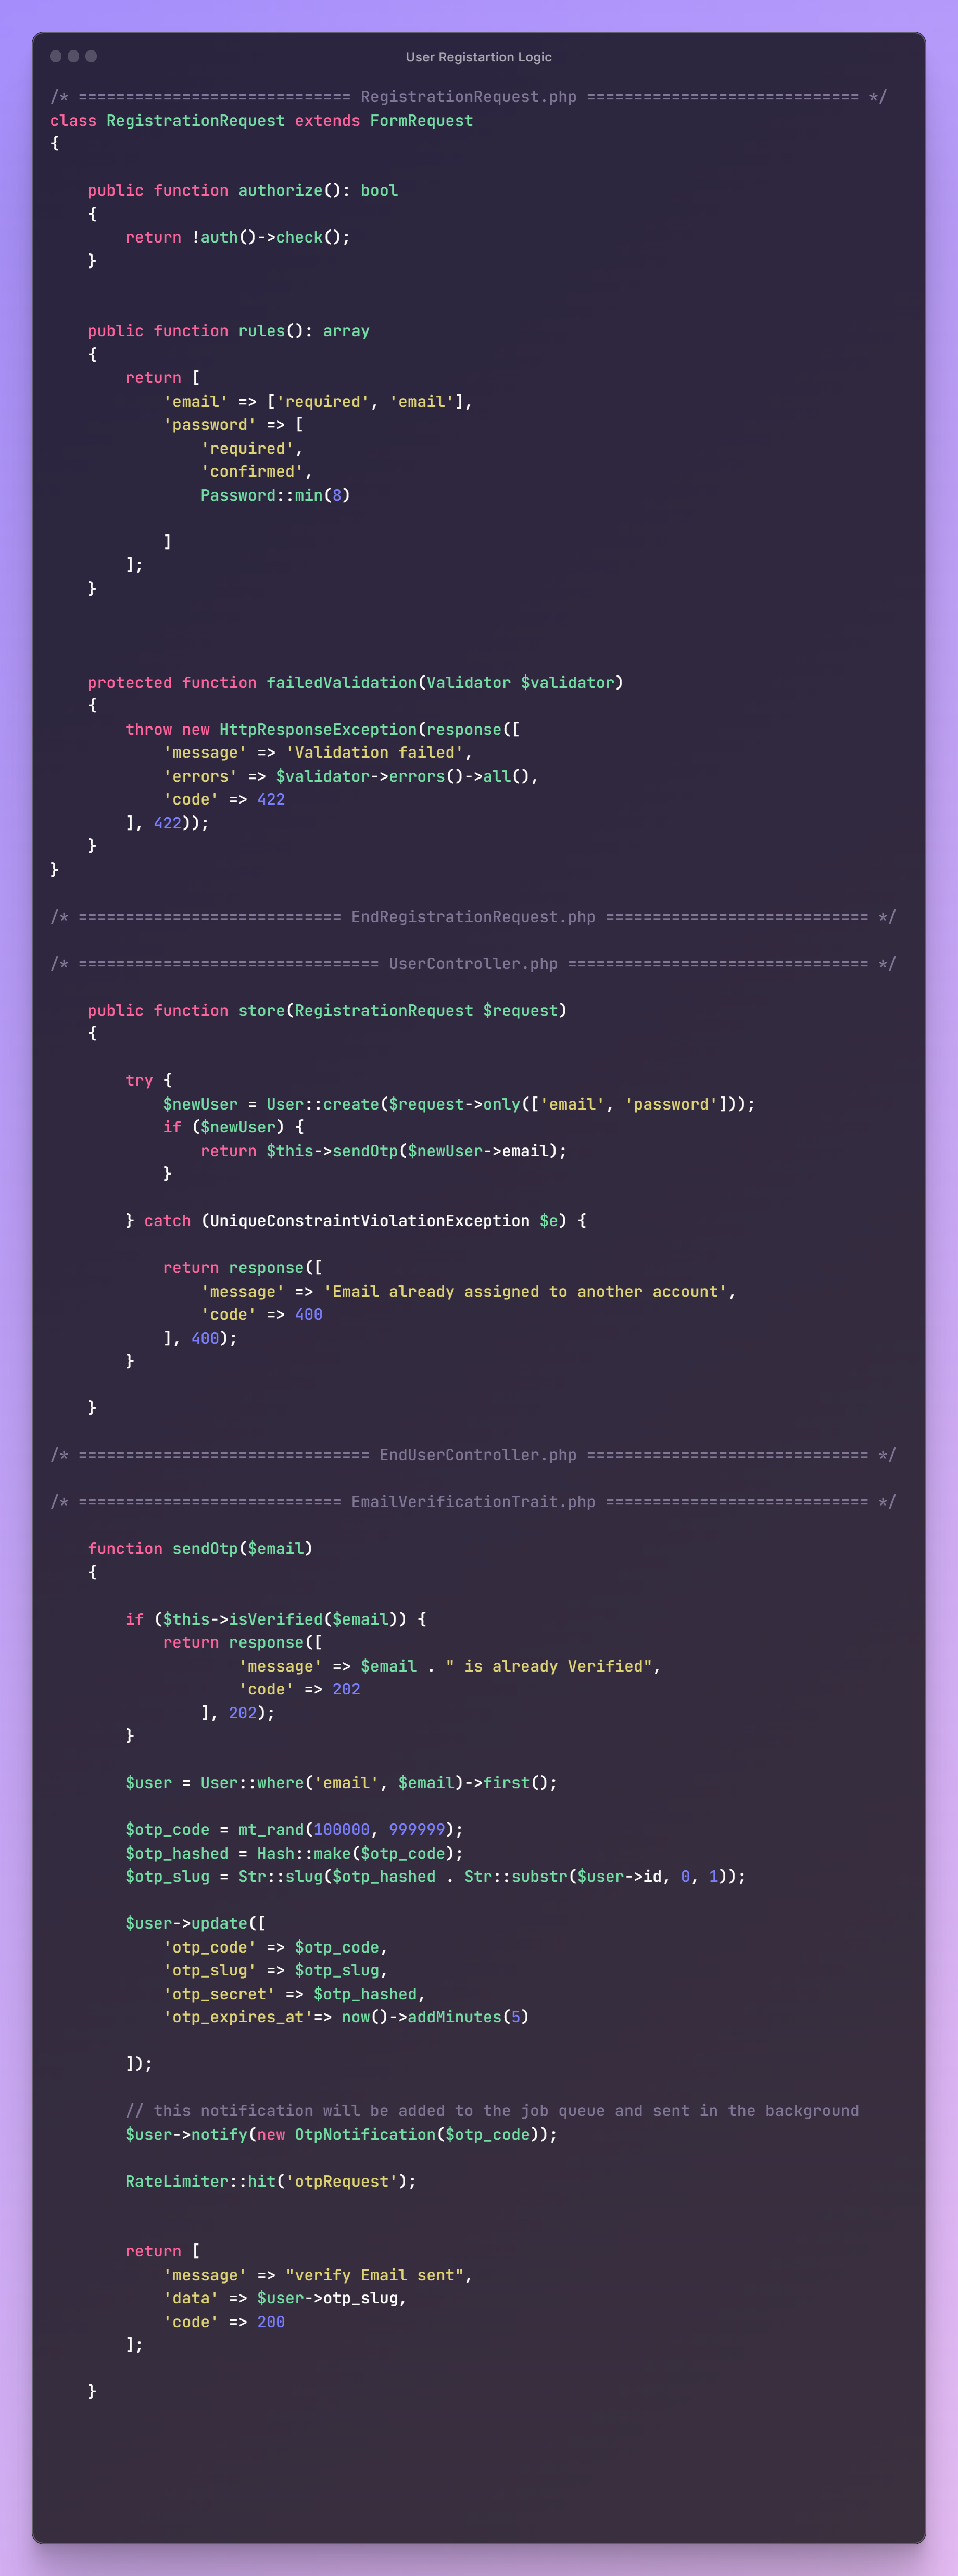 User Registartion Logic
/* ============================= RegistrationRequest.php ============================= */
class RegistrationRequest extends FormRequest
{
    public function authorize(): bool
    {
        return !auth()->check();
    }
    public function rules(): array
    {
        return [
            'email' => ['required', 'email'],
            'password' => [
                'required',
                'confirmed',
                Password::min(8)
            ]
        ];
    }
    protected function failedValidation(Validator $validator)
    {
        throw new HttpResponseException(response([
            'message' => 'Validation failed',
            'errors' => $validator->errors()->all(),
            'code' => 422
        ], 422));
    }
}
/* ============================ EndRegistrationRequest.php ============================ */
/* ================================ UserController.php ================================ */
    public function store(RegistrationRequest $request)
    {
        try {
            $newUser = User::create($request->only(['email', 'password']));
            if ($newUser) {
                return $this->sendOtp($newUser->email);
            }
        } catch (UniqueConstraintViolationException $e) {
            return response([
                'message' => 'Email already assigned to another account',
                'code' => 400
            ], 400);
        }
    }
/* =============================== EndUserController.php ============================== */
/* ============================ EmailVerificationTrait.php ============================ */
    function sendOtp($email)
    {
        if ($this->isVerified($email)) {
            return response([
                    'message' => $email . " is already Verified",
                    'code' => 202
                ], 202);
        }
        $user = User::where('email', $email)->first();
        $otp_code = mt_rand(100000, 999999);
        $otp_hashed = Hash::make($otp_code);
        $otp_slug = Str::slug($otp_hashed . Str::substr($user->id, 0, 1));
        $user->update([
            'otp_code' => $otp_code,
            'otp_slug' => $otp_slug,
            'otp_secret' => $otp_hashed,
            'otp_expires_at'=> now()->addMinutes(5)
        ]);
        // this notification will be added to the job queue and sent in the background
        $user->notify(new OtpNotification($otp_code));
        RateLimiter::hit('otpRequest');
        return [
            'message' => "verify Email sent",
            'data' => $user->otp_slug,
            'code' => 200
        ];
    }